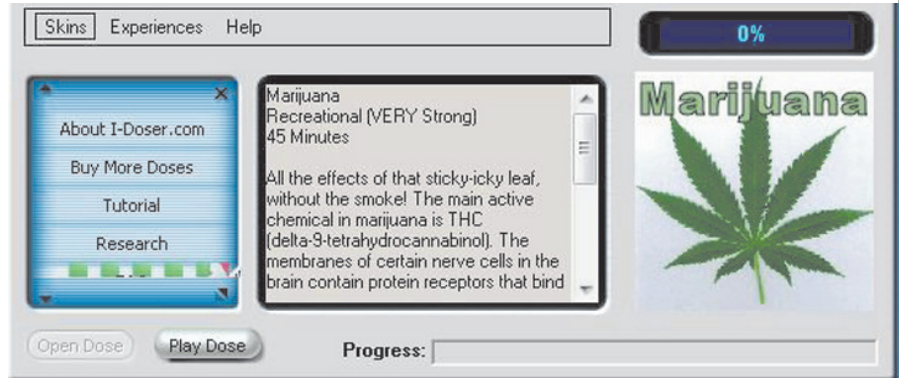 Skins Experiences Help
0%
About I-Doser.com
Buy More Doses
Tutorial
Research
Marijuana
Recreational (VERY Strong)
45 Minutes
All the effects of that sticky-icky leaf,
without the smoke! The main active
chemical in marijuana is THC
(delta-9-tetrahydrocannabinol). The
membranes of certain nerve cells in the
brain contain protein receptors that bind
Marijuana
Open Dose
Play Dose
Progress: